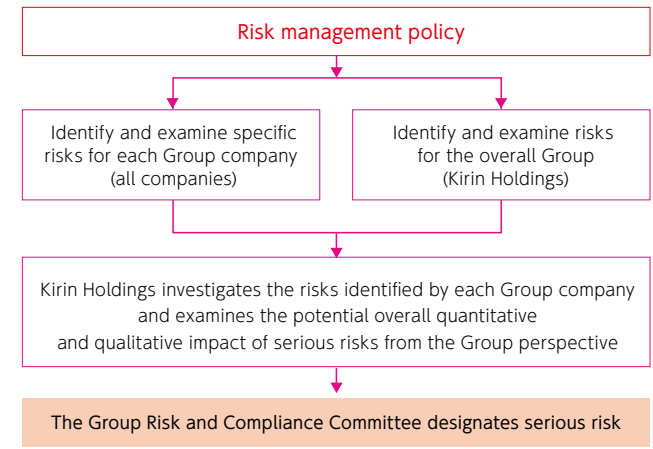 Risk management policy
Identify and examine specific
risks for each Group company
(all companies)
Identify and examine risks
for the overall Group
(Kirin Holdings)
Kirin Holdings investigates the risks identified by each Group company
and examines the potential overall quantitative
and qualitative impact of serious risks from the Group perspective
The Group Risk and Compliance Committee designates serious risk